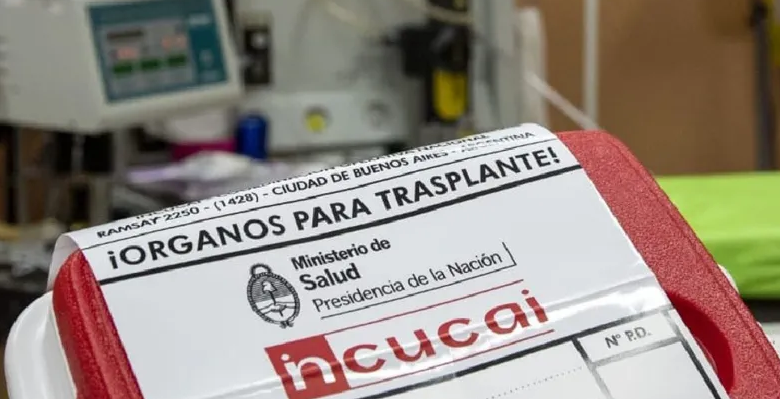 RAMSAY 2250 - (1428) - CIUDAD DE BUENOS AIRES - ARGENTINA
¡ORGANOS PARA TRASPLANTE!
Ministerio de
Salud
Presidencia de la Nación
incucai
N° P.D.